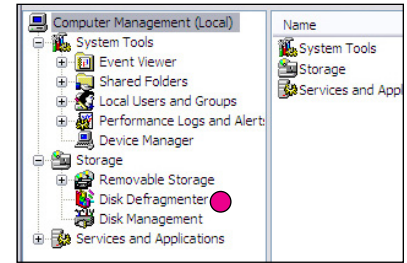 Computer Management (Local)
System Tools
Event Viewer
Shared Folders
Local Users and Groups
Performance Logs and Alert
Device Manager
Storage
Removable Storage
Disk Defragmenter
Disk Management
Services and Applications
Name
System Tools
Storage
Services and Appl